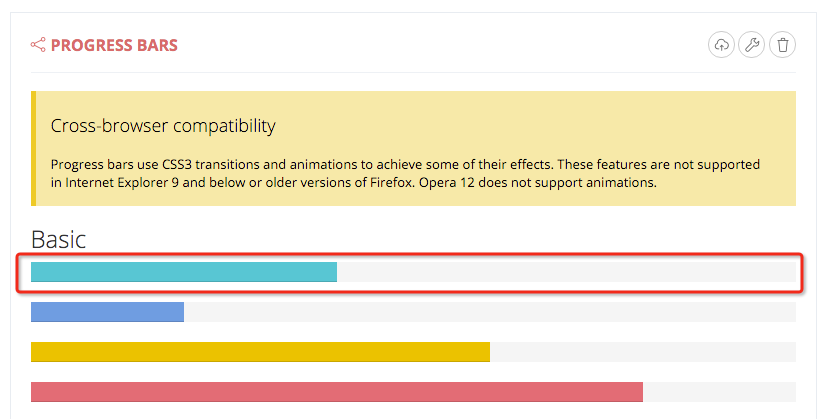 PROGRESS BARS
Cross-browser compatibility
Progress bars use CSS3 transitions and animations to achieve some of their effects. These features are not supported
in Internet Explorer 9 and below or older versions of Firefox. Opera 12 does not support animations.
Basic